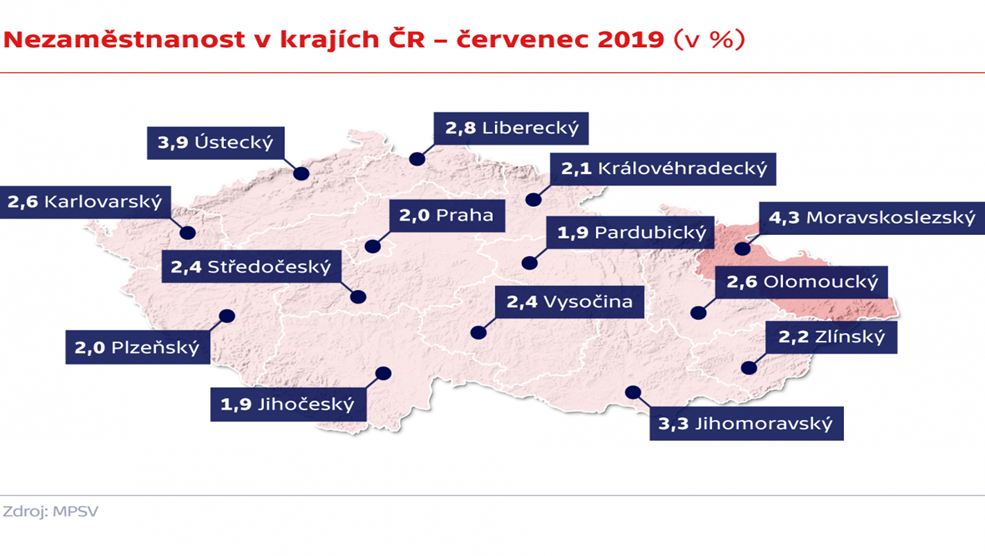 Nezaměstnanost v krajích ČR – červenec 2019 (v %)
2,8 Liberecký
3,9 Ústecký
2,1 Královéhradecký
2,6 Karlovarský
2,0 Praha
4,3 Moravskoslezský
1,9 Pardubický
2,4 Středočeský
2,6 Olomoucký
2,4 Vysočina
2,2 Zlínský
2,0 Plzeňský
1,9 Jihočeský
3,3 Jihomoravský
Zdroj: MPSV